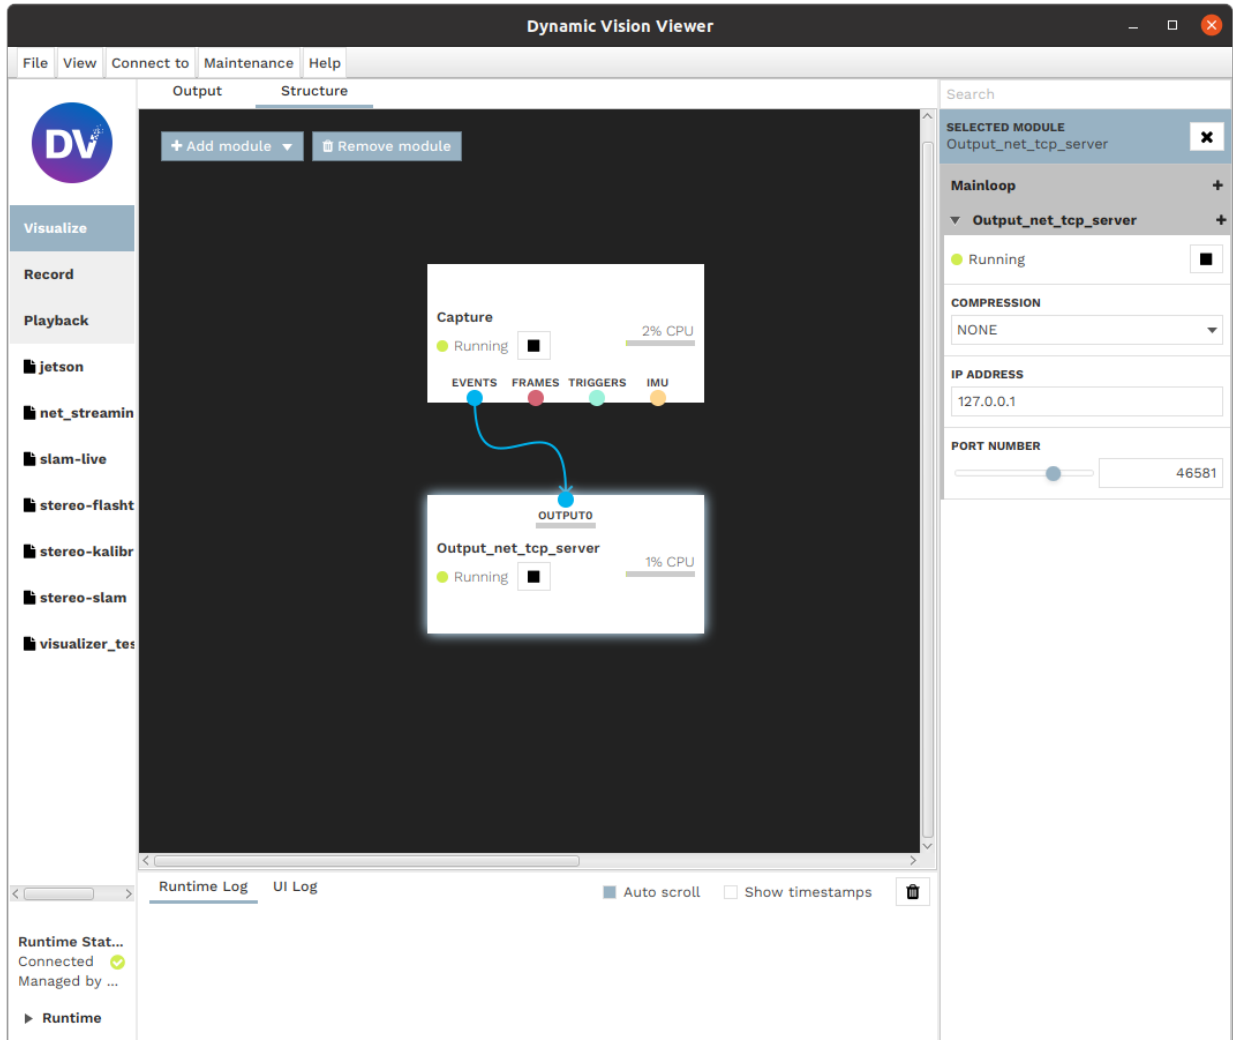 Dynamic Vision Viewer
File View Connect to Maintenance Help
DV
Visualize
Record
Playback
jetson
net_streamin
slam-live
stereo-flasht
stereo-kalibr
stereo-slam
visualizer_tes
Runtime Stat...
Connected
Managed by ...
Runtime
Output Structure
+ Add module
Remove module
Capture
Running
2% CPU
EVENTS FRAMES TRIGGERS IMU
OUTPUT0
Output_net_tcp_server
Running
1% CPU
Runtime Log UI Log
Auto scroll Show timestamps
Search
SELECTED MODULE
Output_net_tcp_server
Mainloop +
Output_net_tcp_server +
Running
COMPRESSION
NONE
IP ADDRESS
127.0.0.1
PORT NUMBER
46581